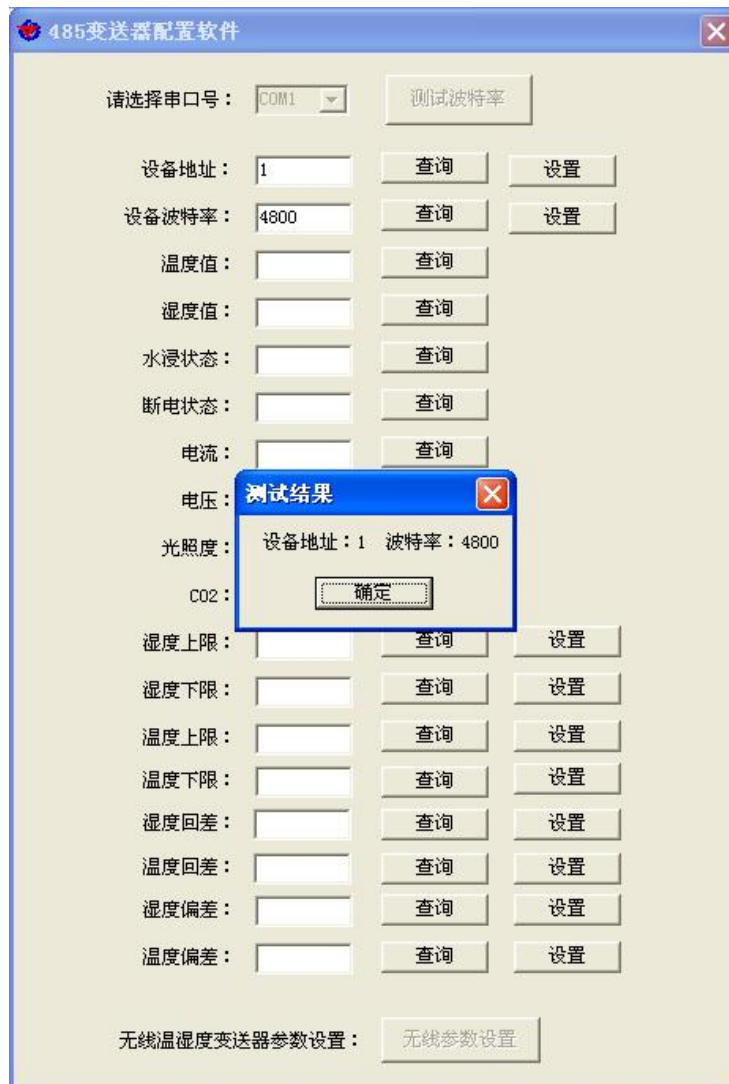 485变送器配置软件
请选择串口号： COM1 测试波特率
设备地址： 1 查询 设置
设备波特率： 4800 查询 设置
温度值： 查询
湿度值： 查询
水浸状态： 查询
断电状态： 查询
电流： 查询
电压：
测试结果
光照度：
设备地址：1 波特率：4800
CO2：
确定
湿度上限： 查询 设置
湿度下限： 查询 设置
温度上限： 查询 设置
温度下限： 查询 设置
湿度回差： 查询 设置
温度回差： 查询 设置
湿度偏差： 查询 设置
温度偏差： 查询 设置
无线温湿度变送器参数设置： 无线参数设置